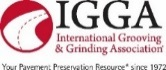 IGGA
International Grooving
& Grinding Association®
Your Pavement Preservation Resource® since 1972